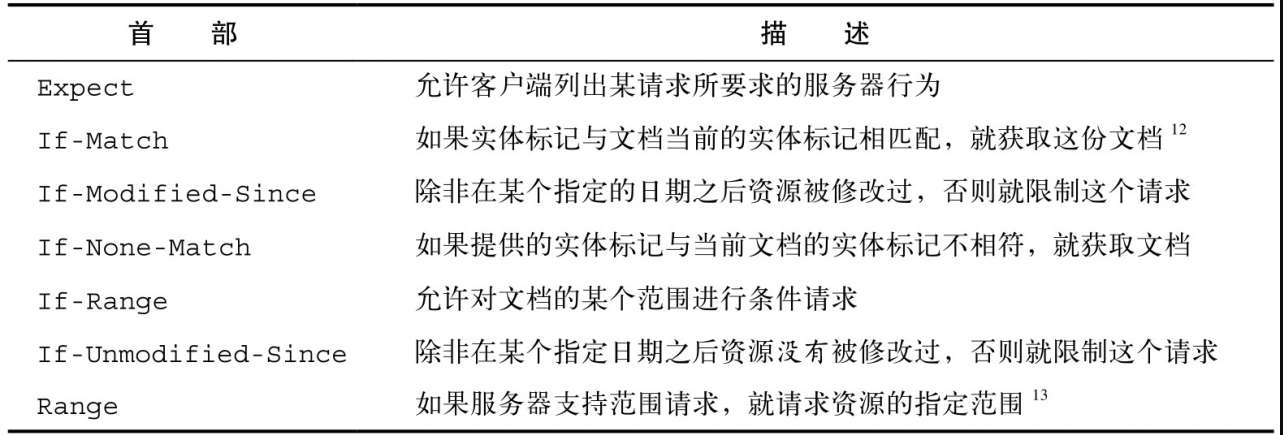 首 部 描 述
Expect 允许客户端列出某请求所要求的服务器行为
If-Match 如果实体标记与文档当前的实体标记相匹配，就获取这份文档 12
If-Modified-Since 除非在某个指定的日期之后资源被修改过，否则就限制这个请求
If-None-Match 如果提供的实体标记与当前文档的实体标记不相符，就获取文档
If-Range 允许对文档的某个范围进行条件请求
If-Unmodified-Since 除非在某个指定日期之后资源没有被修改过，否则就限制这个请求
Range 如果服务器支持范围请求，就请求资源的指定范围 13